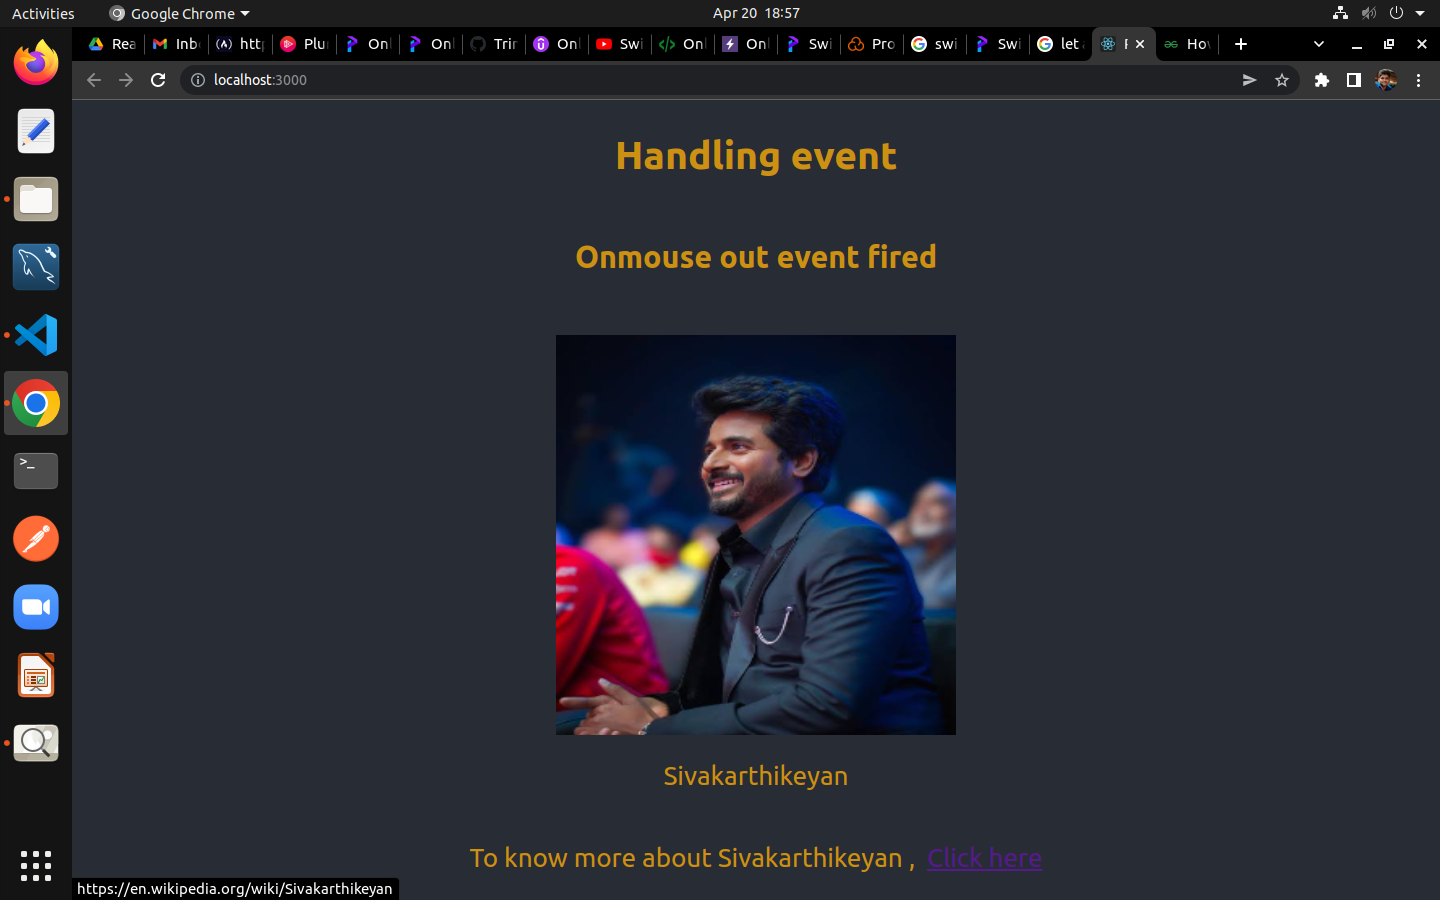 Activities Google Chrome Apr 20 18:57
Rea Inb http Plu Onl Onl Trir Onl Swi Onl Onl Swi Pro swi Swi let Hov
localhost:3000
Handling event
Onmouse out event fired
Sivakarthikeyan
To know more about Sivakarthikeyan , Click here
https://en.wikipedia.org/wiki/Sivakarthikeyan